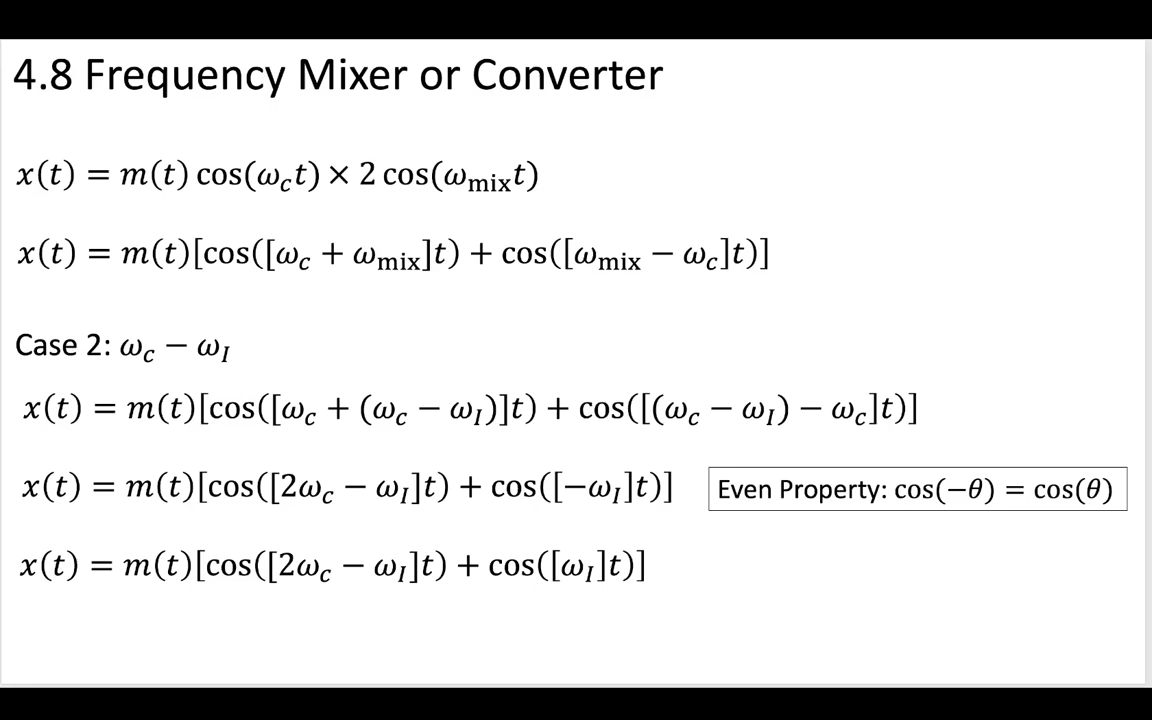 4.8 Frequency Mixer or Converter
x(t) = m(t) cos(ω_c t) × 2 cos(ω_mix t)
x(t) = m(t)[cos([ω_c + ω_mix]t) + cos([ω_mix − ω_c]t)]
Case 2: ω_c − ω_I
x(t) = m(t)[cos([ω_c + (ω_c − ω_I)]t) + cos([(ω_c − ω_I) − ω_c]t)]
x(t) = m(t)[cos([2ω_c − ω_I]t) + cos([−ω_I]t)]
Even Property: cos(−θ) = cos(θ)
x(t) = m(t)[cos([2ω_c − ω_I]t) + cos([ω_I]t)]